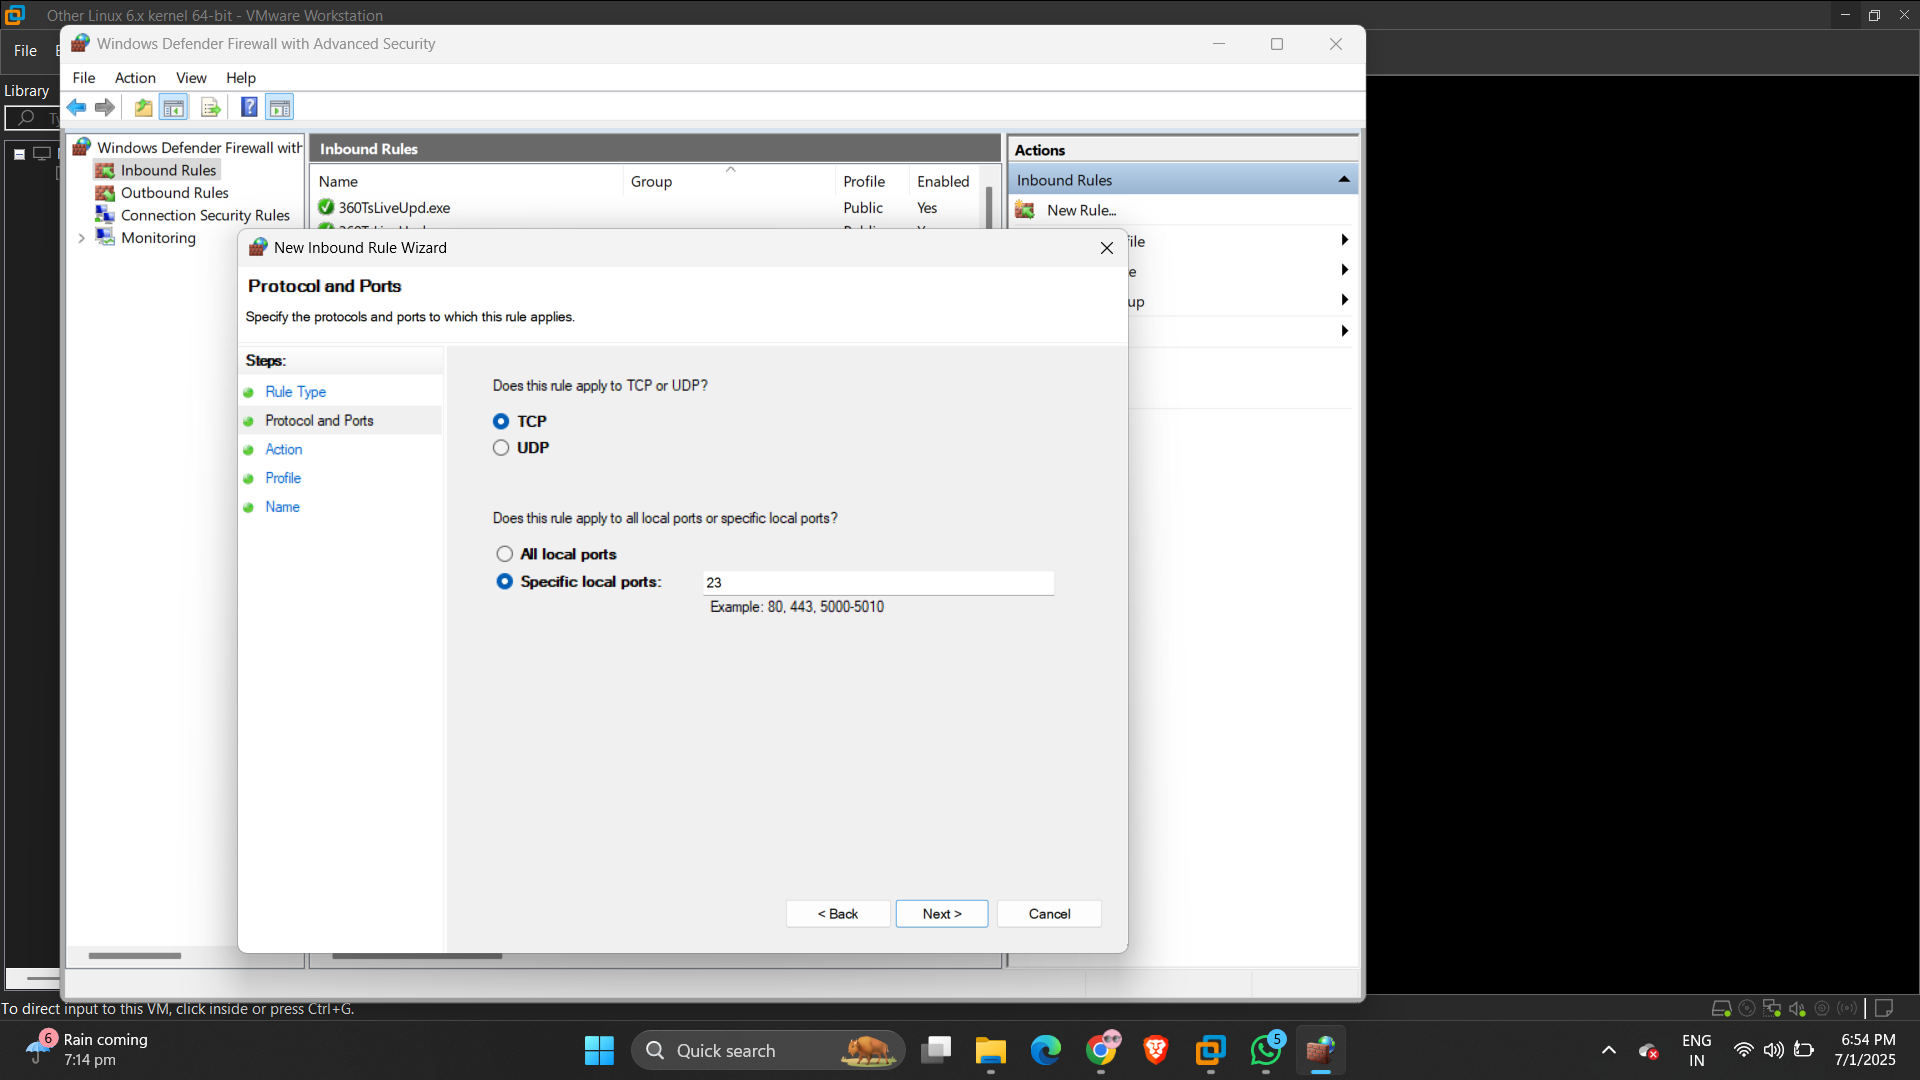 Other Linux 6.x kernel 64-bit - VMware Workstation
File
Library
Windows Defender Firewall with Advanced Security
File Action View Help
Windows Defender Firewall with
Inbound Rules
Outbound Rules
Connection Security Rules
Monitoring
Inbound Rules
Name Group Profile Enabled
360TsLiveUpd.exe Public Yes
Actions
Inbound Rules
New Rule...
New Inbound Rule Wizard
Protocol and Ports
Specify the protocols and ports to which this rule applies.
Steps:
Rule Type
Protocol and Ports
Action
Profile
Name
Does this rule apply to TCP or UDP?
TCP
UDP
Does this rule apply to all local ports or specific local ports?
All local ports
Specific local ports: 23
Example: 80, 443, 5000-5010
< Back Next > Cancel
To direct input to this VM, click inside or press Ctrl+G.
6 Rain coming
7:14 pm
Quick search
5
ENG
IN
6:54 PM
7/1/2025